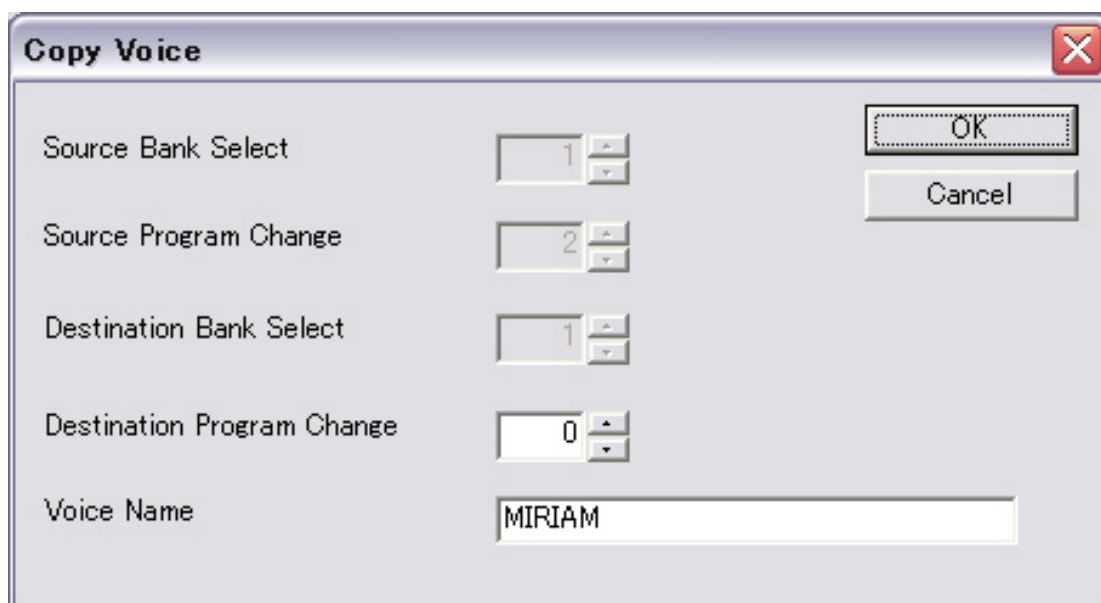 Copy Voice
Source Bank Select 1
OK
Cancel
Source Program Change 2
Destination Bank Select 1
Destination Program Change 0
Voice Name MIRIAM